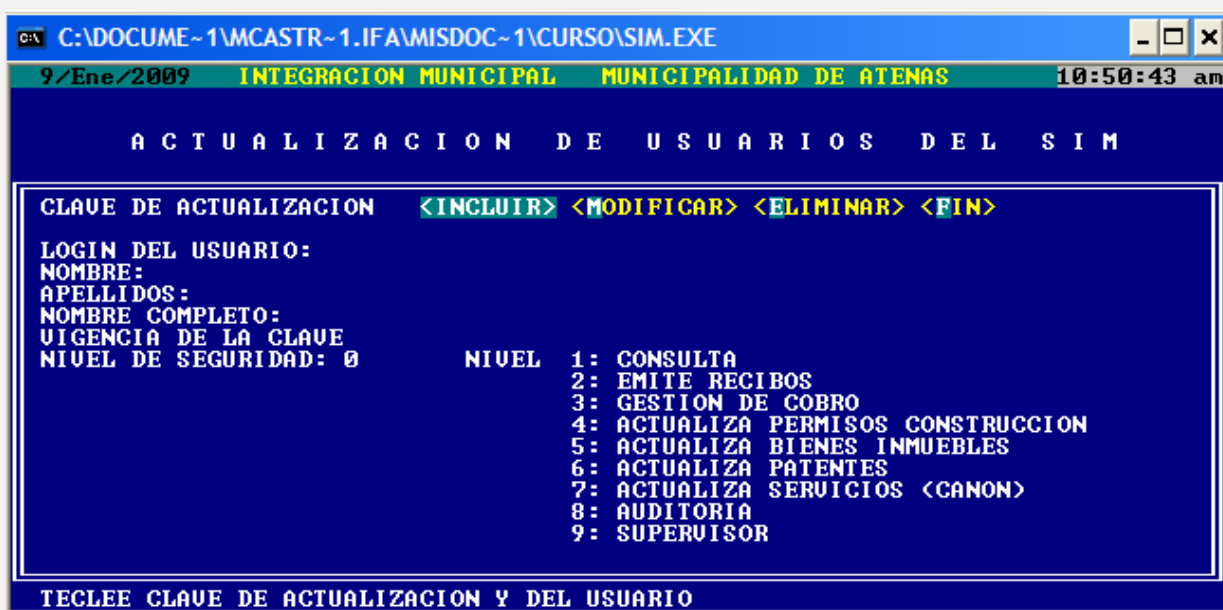 C:\DOCUME~1\MCASTR~1.IFA\MISDOC~1\CURSO\SIM.EXE
9/Ene/2009 INTEGRACION MUNICIPAL MUNICIPALIDAD DE ATENAS 10:50:43 am
A C T U A L I Z A C I O N D E U S U A R I O S D E L S I M
CLAVE DE ACTUALIZACION <INCLUIR> <MODIFICAR> <ELIMINAR> <FIN>
LOGIN DEL USUARIO:
NOMBRE:
APELLIDOS:
NOMBRE COMPLETO:
VIGENCIA DE LA CLAVE
NIVEL DE SEGURIDAD: 0 NIVEL 1: CONSULTA
2: EMITE RECIBOS
3: GESTION DE COBRO
4: ACTUALIZA PERMISOS CONSTRUCCION
5: ACTUALIZA BIENES INMUEBLES
6: ACTUALIZA PATENTES
7: ACTUALIZA SERVICIOS <CANON>
8: AUDITORIA
9: SUPERVISOR
TECLEE CLAVE DE ACTUALIZACION Y DEL USUARIO